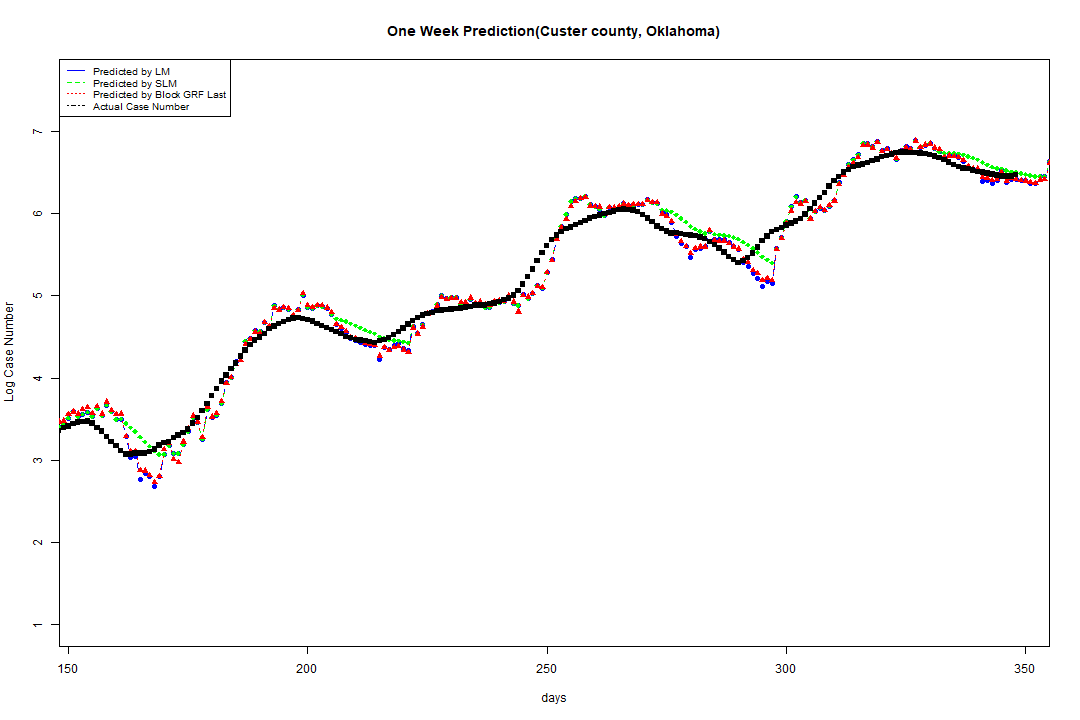 One Week Prediction(Custer county, Oklahoma)
Predicted by LM
Predicted by SLM
Predicted by Block GRF Last
Actual Case Number
7
6
5
4
3
2
1
Log Case Number
150 200 250 300 350
days